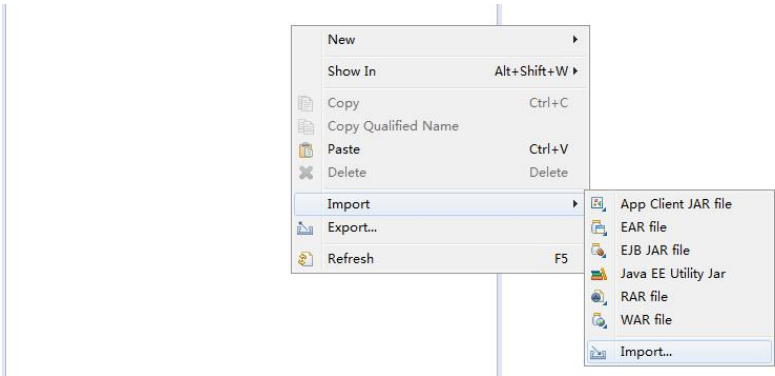 New
Show In Alt+Shift+W
Copy Ctrl+C
Copy Qualified Name
Paste Ctrl+V
Delete Delete
Import
Export...
Refresh F5
App Client JAR file
EAR file
EJB JAR file
Java EE Utility Jar
RAR file
WAR file
Import...